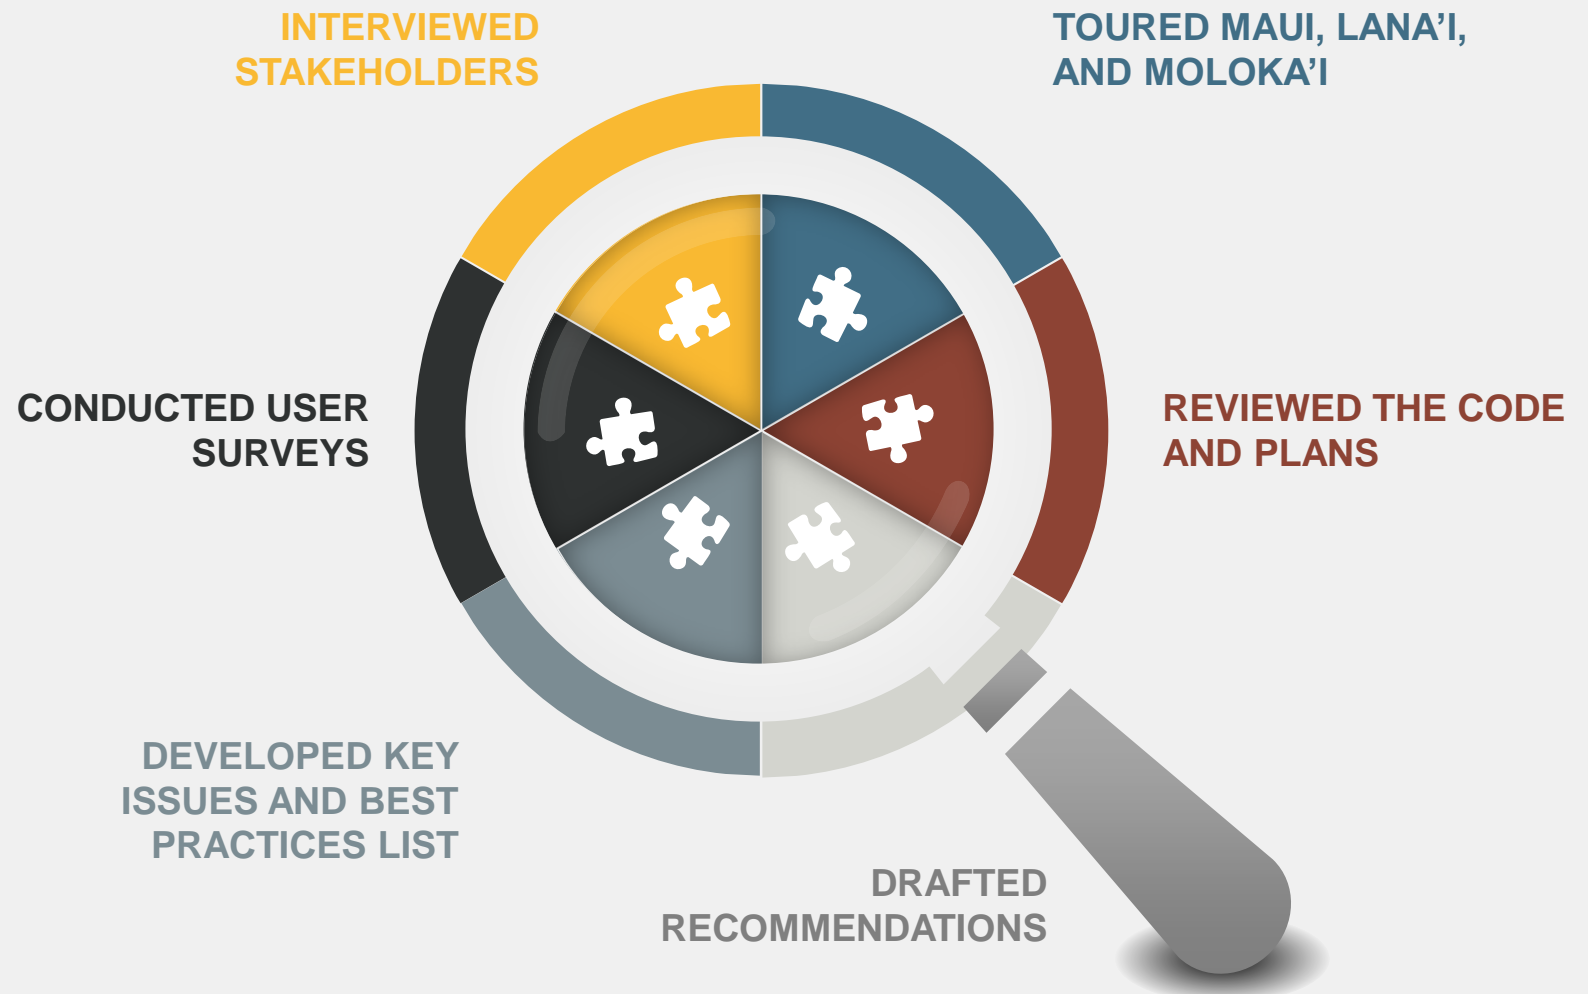 INTERVIEWED
STAKEHOLDERS
TOURED MAUI, LANA’I,
AND MOLOKA’I
CONDUCTED USER
SURVEYS
REVIEWED THE CODE
AND PLANS
DEVELOPED KEY
ISSUES AND BEST
PRACTICES LIST
DRAFTED
RECOMMENDATIONS